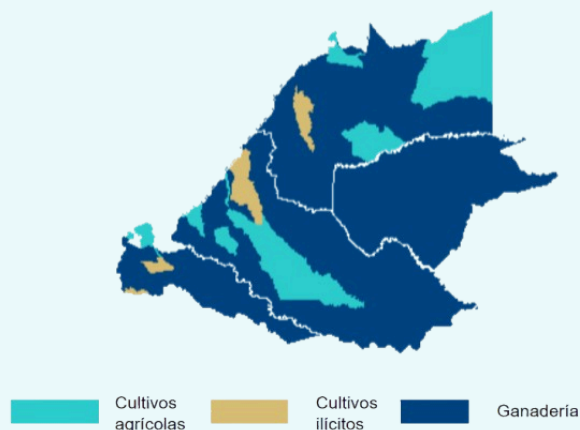 Cultivos
agrícolas
Cultivos
ilícitos
Ganadería